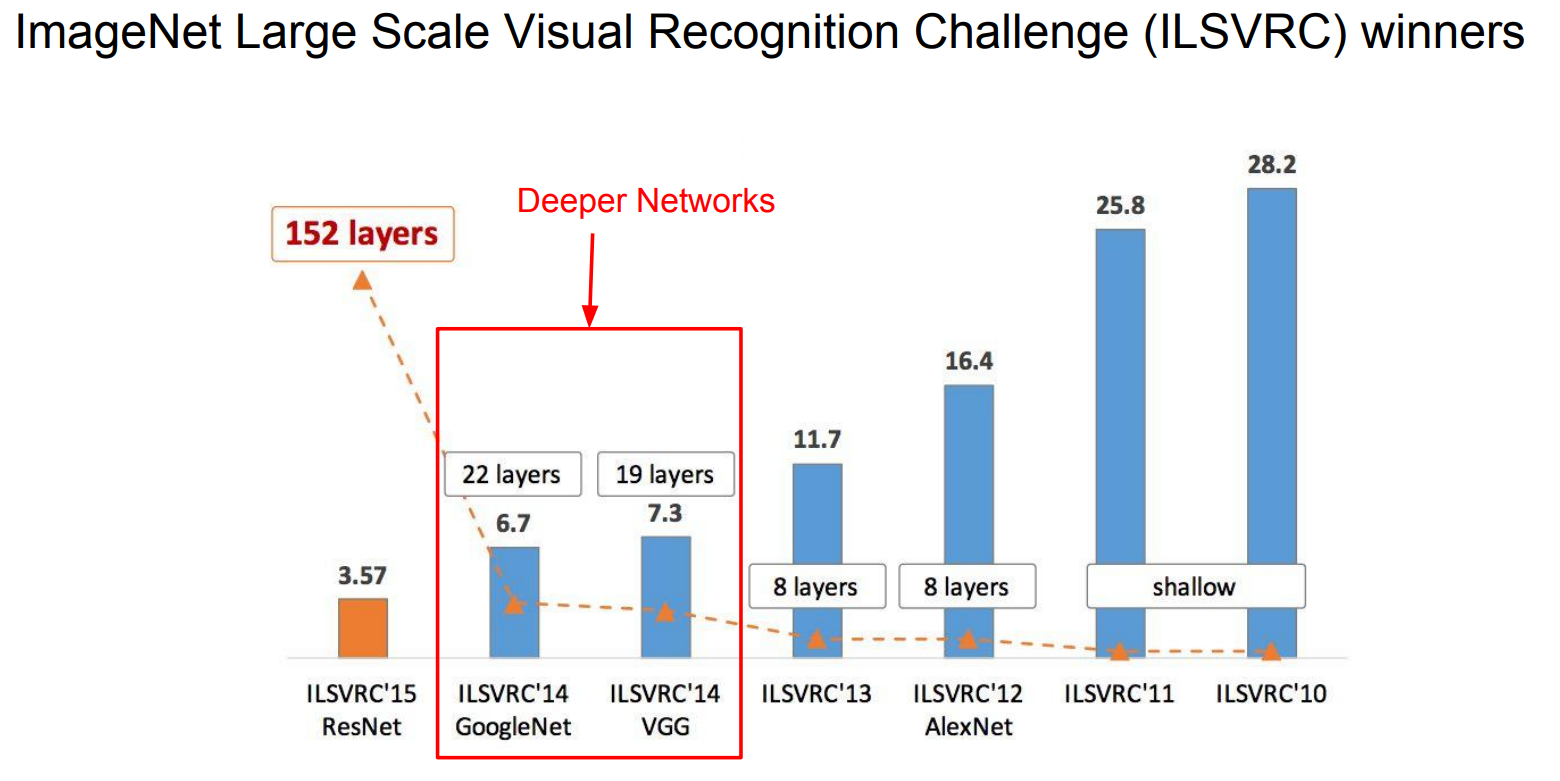 ImageNet Large Scale Visual Recognition Challenge (ILSVRC) winners
28.2
25.8
Deeper Networks
152 layers
16.4
11.7
22 layers
19 layers
6.7
7.3
3.57
8 layers
8 layers
shallow
ILSVRC'15
ResNet
ILSVRC'14
GoogleNet
ILSVRC'14
VGG
ILSVRC'13
ILSVRC'12
AlexNet
ILSVRC'11
ILSVRC'10